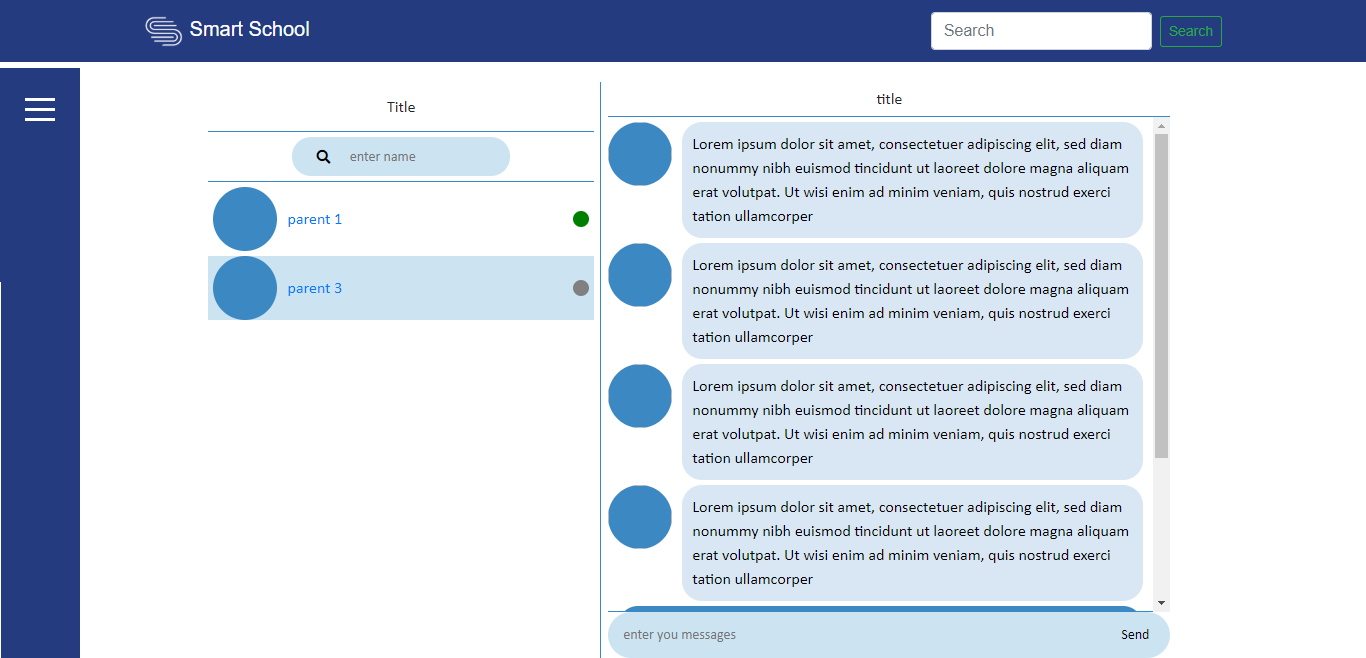 Smart School
Search
Search
Title
enter name
parent 1
parent 3
title
Lorem ipsum dolor sit amet, consectetuer adipiscing elit, sed diam
nonummy nibh euismod tincidunt ut laoreet dolore magna aliquam
erat volutpat. Ut wisi enim ad minim veniam, quis nostrud exerci
tation ullamcorper
Lorem ipsum dolor sit amet, consectetuer adipiscing elit, sed diam
nonummy nibh euismod tincidunt ut laoreet dolore magna aliquam
erat volutpat. Ut wisi enim ad minim veniam, quis nostrud exerci
tation ullamcorper
Lorem ipsum dolor sit amet, consectetuer adipiscing elit, sed diam
nonummy nibh euismod tincidunt ut laoreet dolore magna aliquam
erat volutpat. Ut wisi enim ad minim veniam, quis nostrud exerci
tation ullamcorper
Lorem ipsum dolor sit amet, consectetuer adipiscing elit, sed diam
nonummy nibh euismod tincidunt ut laoreet dolore magna aliquam
erat volutpat. Ut wisi enim ad minim veniam, quis nostrud exerci
tation ullamcorper
enter you messages
Send